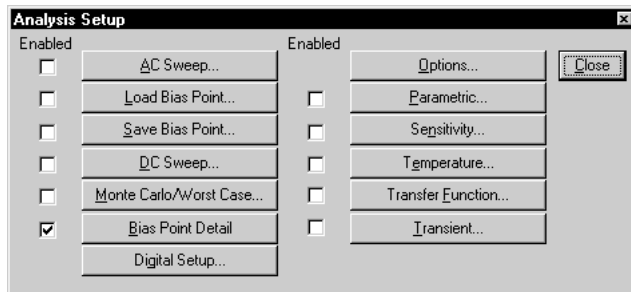 Analysis Setup
Enabled
Enabled
AC Sweep...
Options...
Close
Load Bias Point...
Parametric...
Save Bias Point...
Sensitivity...
DC Sweep...
Temperature...
Monte Carlo/Worst Case...
Transfer Function...
Bias Point Detail
Transient...
Digital Setup...